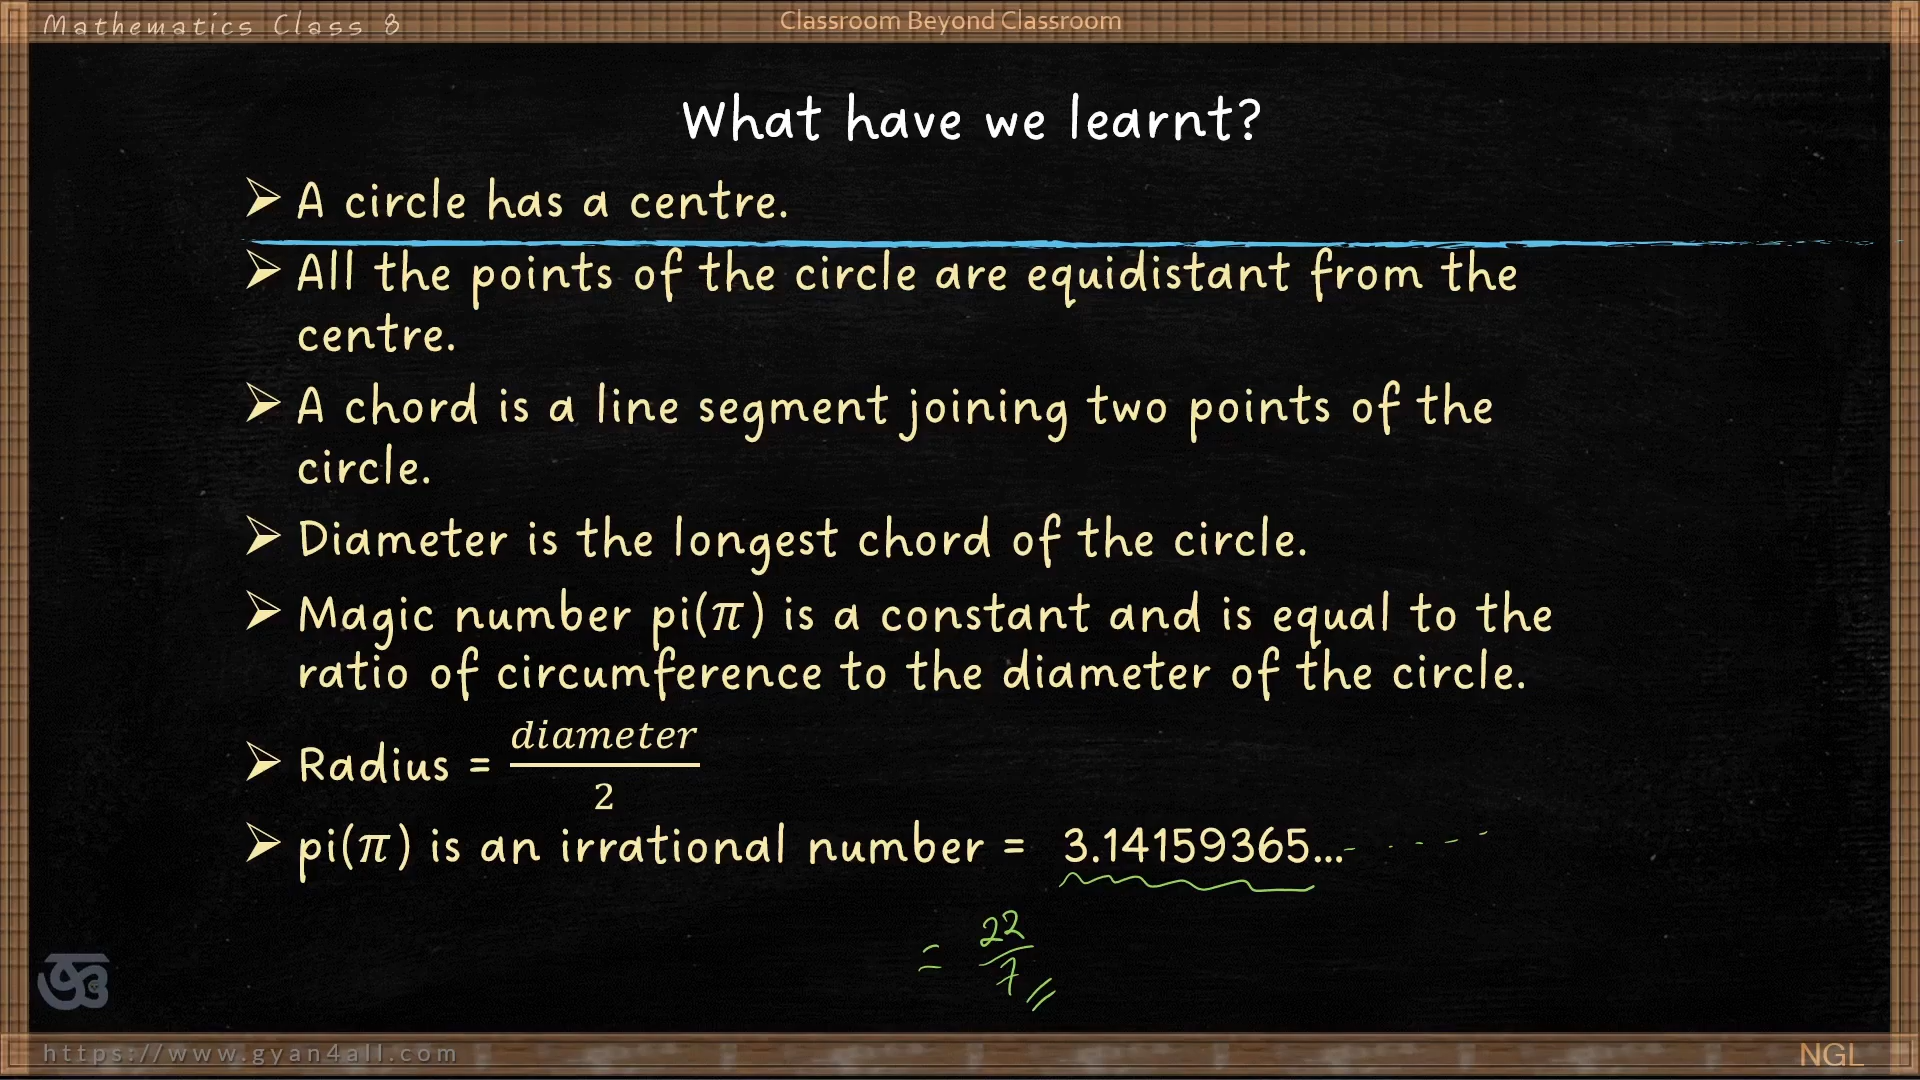 Mathematics Class 8
Classroom Beyond Classroom
What have we learnt?
➤ A circle has a centre.
➤ All the points of the circle are equidistant from the
centre.
➤ A chord is a line segment joining two points of the
circle.
➤ Diameter is the longest chord of the circle.
➤ Magic number pi(π) is a constant and is equal to the
ratio of circumference to the diameter of the circle.
➤ Radius = diameter/2
➤ pi(π) is an irrational number = 3.14159365...
= 22/7
https://www.gyan4all.com
NGL